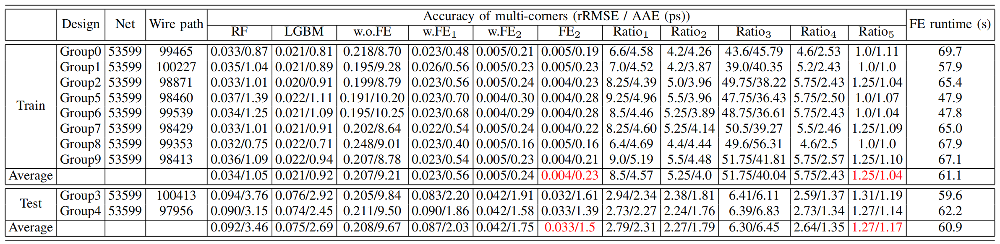 Design Net Wire path Accuracy of multi-corners (rRMSE / AAE (ps)) FE runtime (s)
RF LGBM w.o.FE w.FE₁ w.FE₂ FE₂ Ratio₁ Ratio₂ Ratio₃ Ratio₄ Ratio₅
Train
Group0 53599 99465 0.033/0.87 0.021/0.81 0.218/8.70 0.023/0.48 0.005/0.21 0.005/0.19 6.6/4.58 4.2/4.26 43.6/45.79 4.6/2.53 1.0/1.11 69.7
Group1 53599 100227 0.035/1.04 0.021/0.89 0.195/9.28 0.026/0.56 0.005/0.23 0.005/0.23 7.0/4.52 4.2/3.87 39.0/40.35 5.2/2.43 1.0/1.0 57.9
Group2 53599 98871 0.033/1.01 0.020/0.91 0.199/8.79 0.023/0.56 0.005/0.24 0.004/0.23 8.25/4.39 5.0/3.96 49.75/38.22 5.75/2.43 1.25/1.04 65.4
Group5 53599 98460 0.037/1.39 0.022/1.11 0.191/10.20 0.023/0.70 0.004/0.30 0.004/0.28 9.25/4.96 5.5/3.96 47.75/36.43 5.75/2.50 1.0/1.07 47.9
Group6 53599 99539 0.034/1.25 0.021/1.09 0.195/10.25 0.023/0.68 0.004/0.29 0.004/0.28 8.5/4.46 5.25/3.89 48.75/36.61 5.75/2.43 1.0/1.04 47.8
Group7 53599 98429 0.033/1.01 0.021/0.91 0.202/8.64 0.022/0.54 0.005/0.24 0.004/0.22 8.25/4.60 5.25/4.14 50.5/39.27 5.5/2.46 1.25/1.09 65.0
Group8 53599 99353 0.032/0.75 0.022/0.71 0.248/9.01 0.023/0.40 0.005/0.16 0.005/0.16 6.4/4.69 4.4/4.44 49.6/56.31 4.6/2.5 1.0/1.0 67.9
Group9 53599 98413 0.036/1.09 0.022/0.94 0.207/8.78 0.023/0.54 0.005/0.23 0.004/0.21 9.0/5.19 5.5/4.48 51.75/41.81 5.75/2.57 1.25/1.10 67.1
Average 0.034/1.05 0.021/0.92 0.207/9.21 0.023/0.56 0.005/0.24 0.004/0.23 8.5/4.57 5.25/4.0 51.75/40.04 5.75/2.43 1.25/1.04 61.1
Test
Group3 53599 100413 0.094/3.76 0.076/2.92 0.205/9.84 0.083/2.20 0.042/1.91 0.032/1.61 2.94/2.34 2.38/1.81 6.41/6.11 2.59/1.37 1.31/1.19 59.6
Group4 53599 97956 0.090/3.15 0.074/2.45 0.211/9.50 0.090/1.86 0.042/1.58 0.033/1.39 2.73/2.27 2.24/1.76 6.39/6.83 2.73/1.34 1.27/1.14 62.2
Average 0.092/3.46 0.075/2.69 0.208/9.67 0.087/2.03 0.042/1.75 0.033/1.5 2.79/2.31 2.27/1.79 6.30/6.45 2.64/1.35 1.27/1.17 60.9